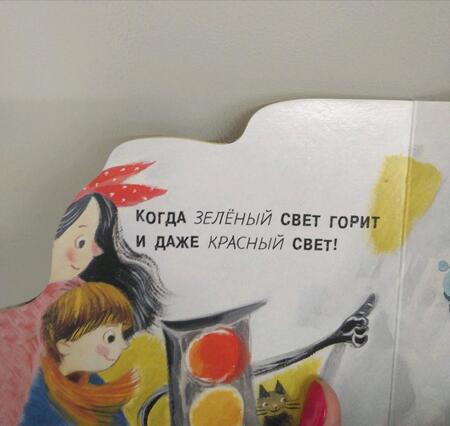 КОГДА ЗЕЛЁНЫЙ СВЕТ ГОРИТ
И ДАЖЕ КРАСНЫЙ СВЕТ!